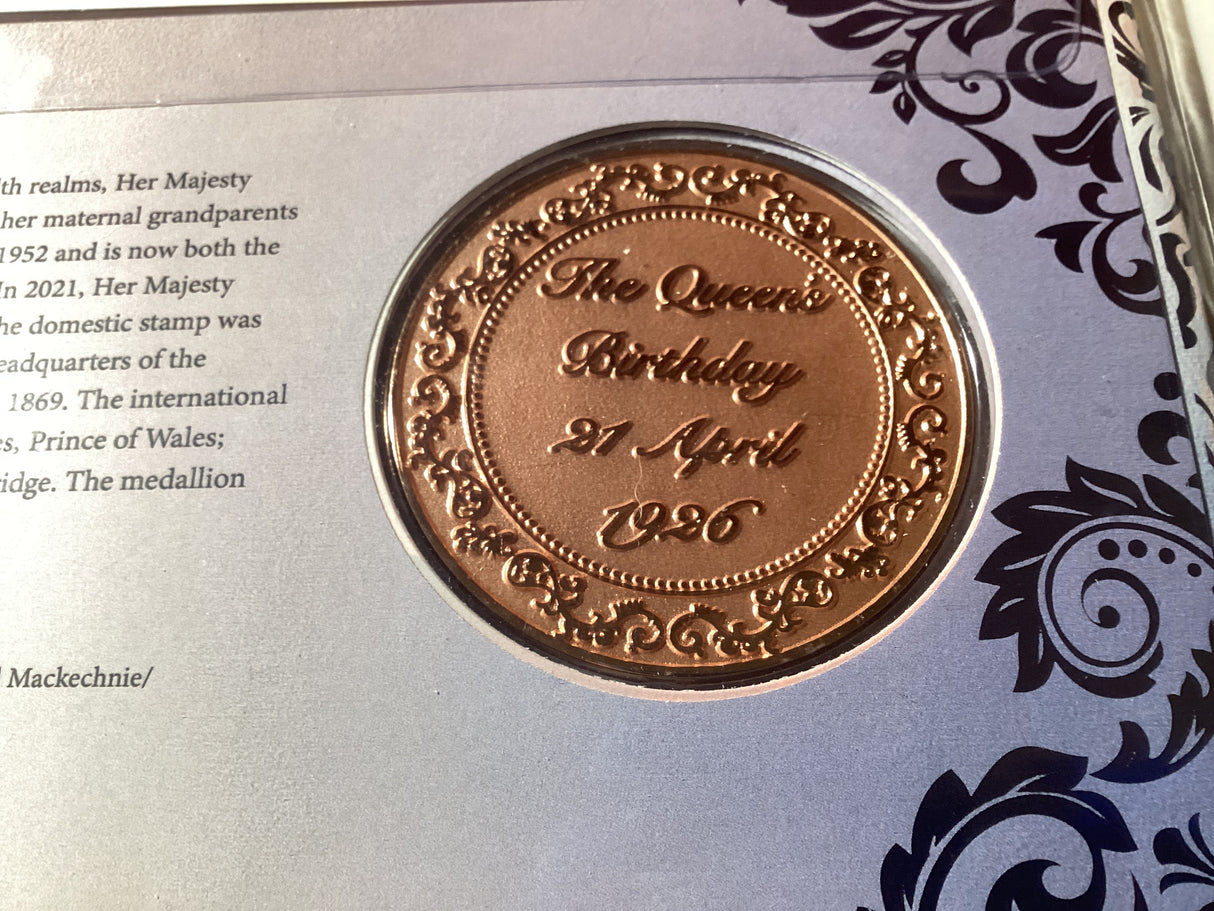 th realms, Her Majesty
her maternal grandparents
1952 and is now both the
In 2021, Her Majesty
he domestic stamp was
eadquarters of the
1869. The international
es, Prince of Wales;
ridge. The medallion
Mackechnie/
The Queen's
Birthday
21 April
1926